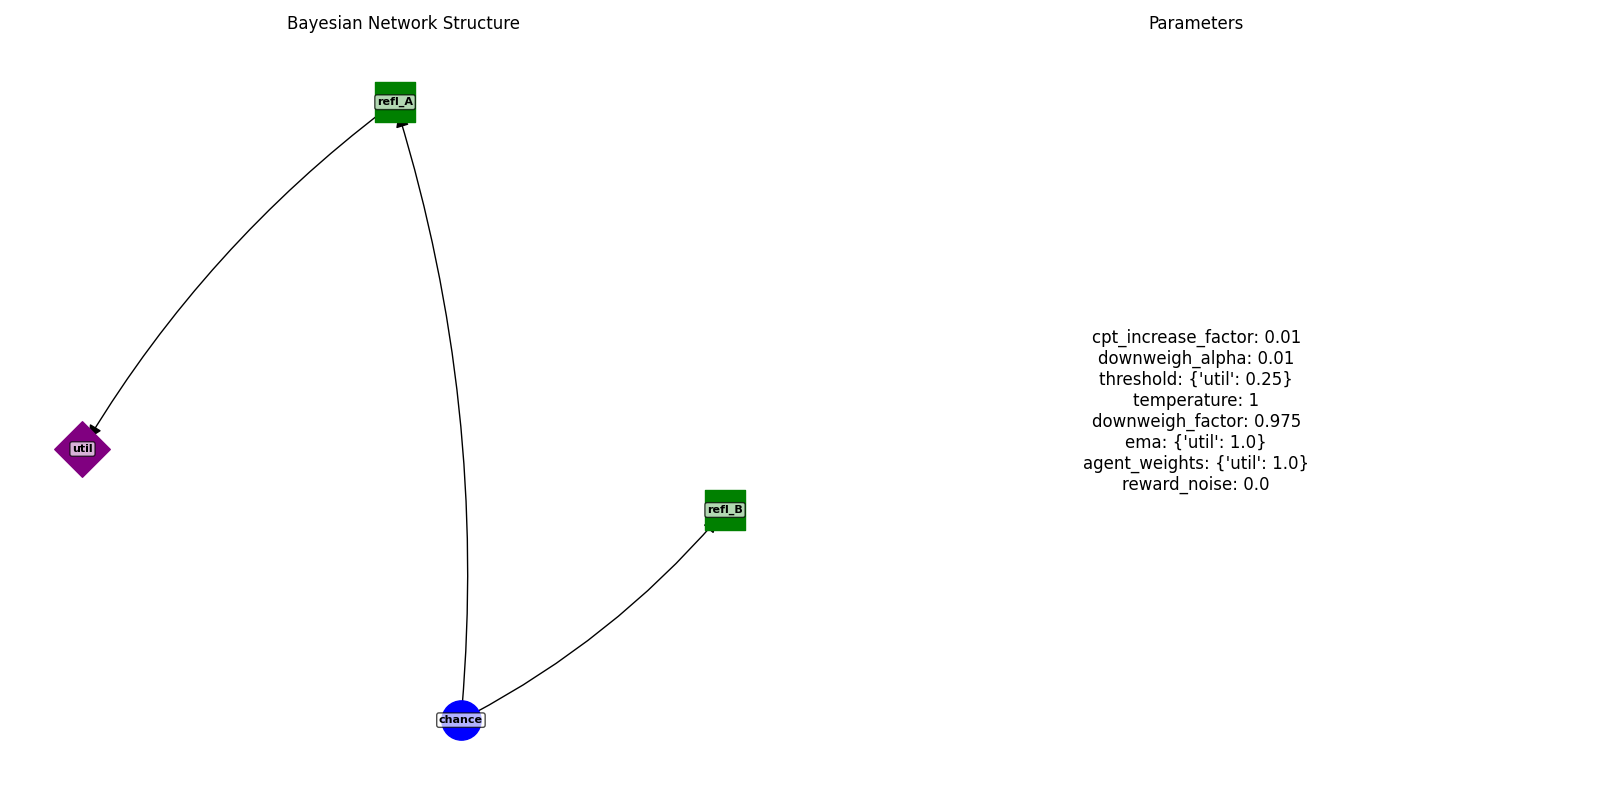 Bayesian Network Structure
Parameters
refl_A
util
refl_B
chance
cpt_increase_factor: 0.01
downweigh_alpha: 0.01
threshold: {'util': 0.25}
temperature: 1
downweigh_factor: 0.975
ema: {'util': 1.0}
agent_weights: {'util': 1.0}
reward_noise: 0.0